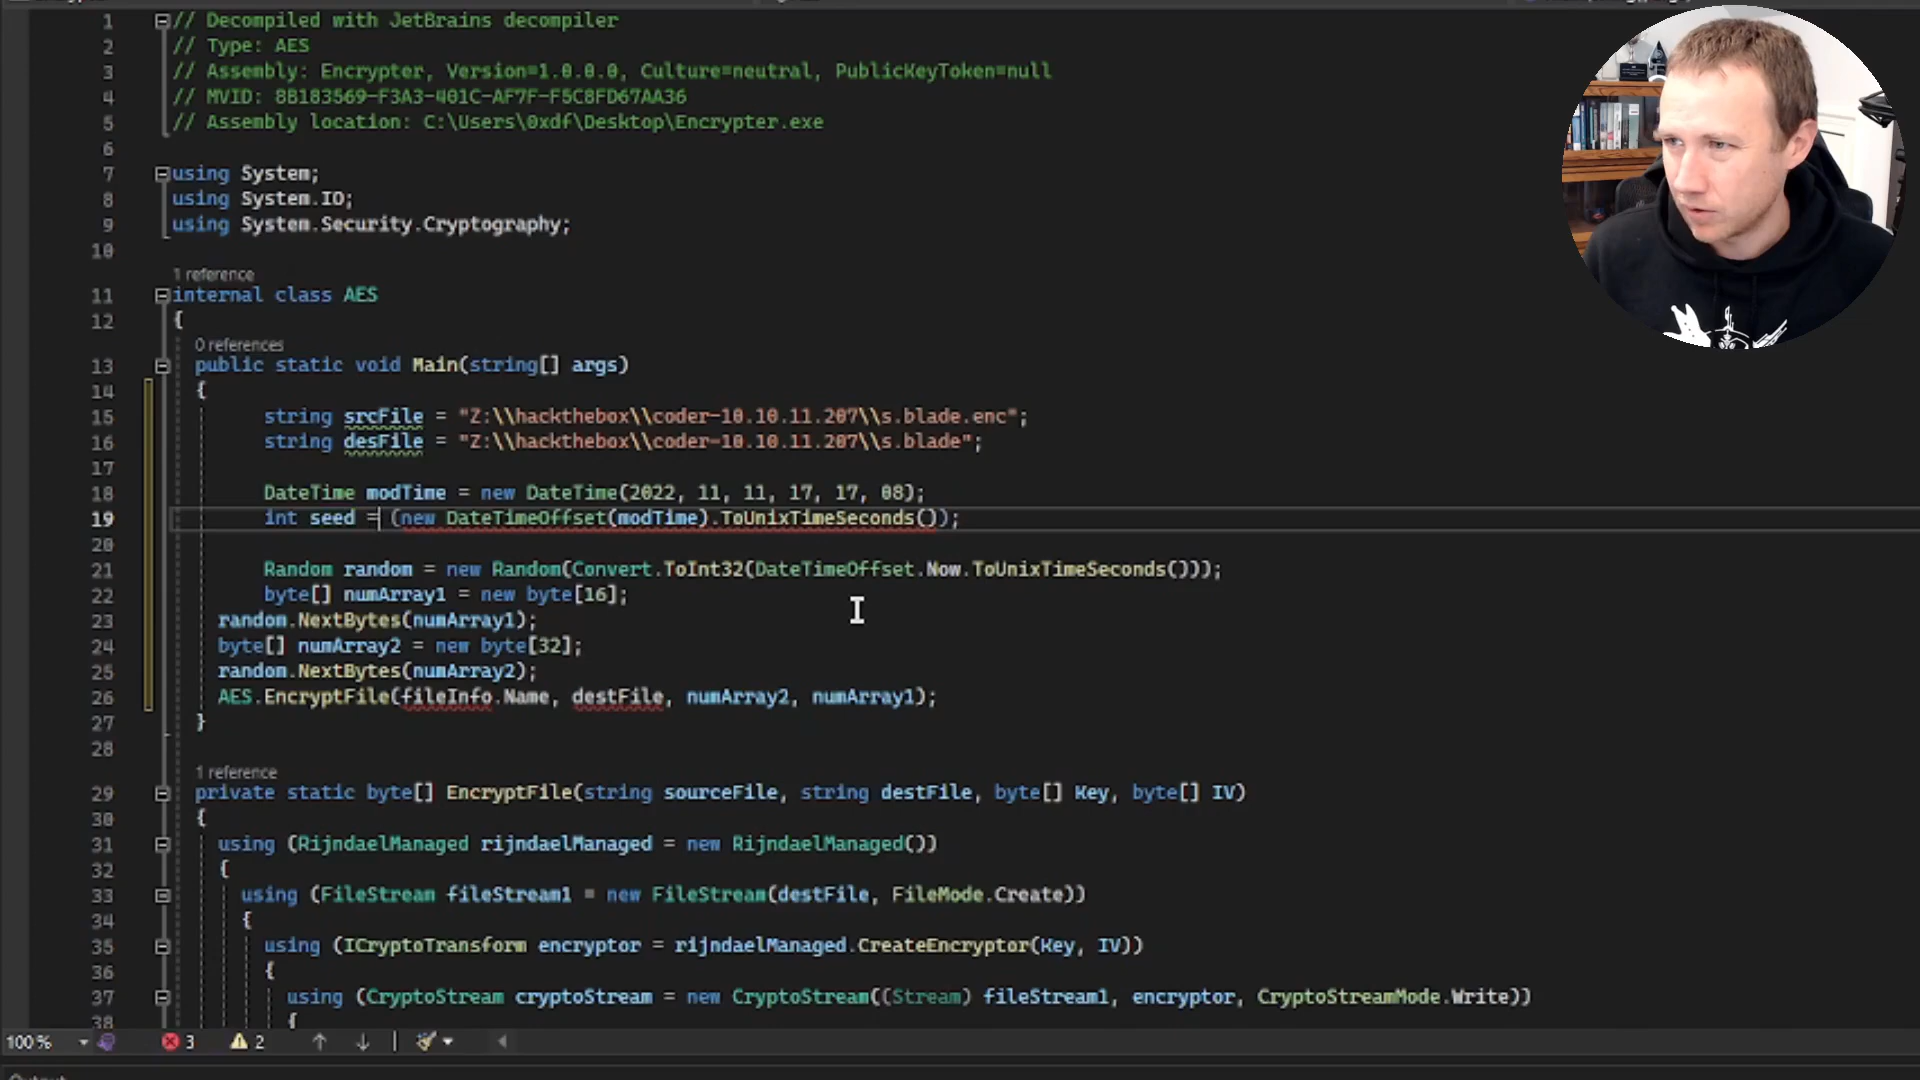 1 // Decompiled with JetBrains decompiler
2 // Type: AES
3 // Assembly: Encrypter, Version=1.0.0.0, Culture=neutral, PublicKeyToken=null
4 // MVID: 8B183569-F3A3-401C-AF7F-F5C8FD67AA36
5 // Assembly location: C:\Users\0xdf\Desktop\Encrypter.exe
6
7 using System;
8 using System.IO;
9 using System.Security.Cryptography;
10
1 reference
11 internal class AES
12 {
0 references
13 public static void Main(string[] args)
14 {
15 string srcFile = "Z:\\hackthebox\\coder-10.10.11.207\\s.blade.enc";
16 string desFile = "Z:\\hackthebox\\coder-10.10.11.207\\s.blade";
17
18 DateTime modTime = new DateTime(2022, 11, 11, 17, 17, 08);
19 int seed = (new DateTimeOffset(modTime).ToUnixTimeSeconds());
20
21 Random random = new Random(Convert.ToInt32(DateTimeOffset.Now.ToUnixTimeSeconds()));
22 byte[] numArray1 = new byte[16];
23 random.NextBytes(numArray1);
24 byte[] numArray2 = new byte[32];
25 random.NextBytes(numArray2);
26 AES.EncryptFile(fileInfo.Name, destFile, numArray2, numArray1);
27 }
28
1 reference
29 private static byte[] EncryptFile(string sourceFile, string destFile, byte[] Key, byte[] IV)
30 {
31 using (RijndaelManaged rijndaelManaged = new RijndaelManaged())
32 {
33 using (FileStream fileStream1 = new FileStream(destFile, FileMode.Create))
34 {
35 using (ICryptoTransform encryptor = rijndaelManaged.CreateEncryptor(Key, IV))
36 {
37 using (CryptoStream cryptoStream = new CryptoStream((Stream) fileStream1, encryptor, CryptoStreamMode.Write))
38 {
100 % 3 2